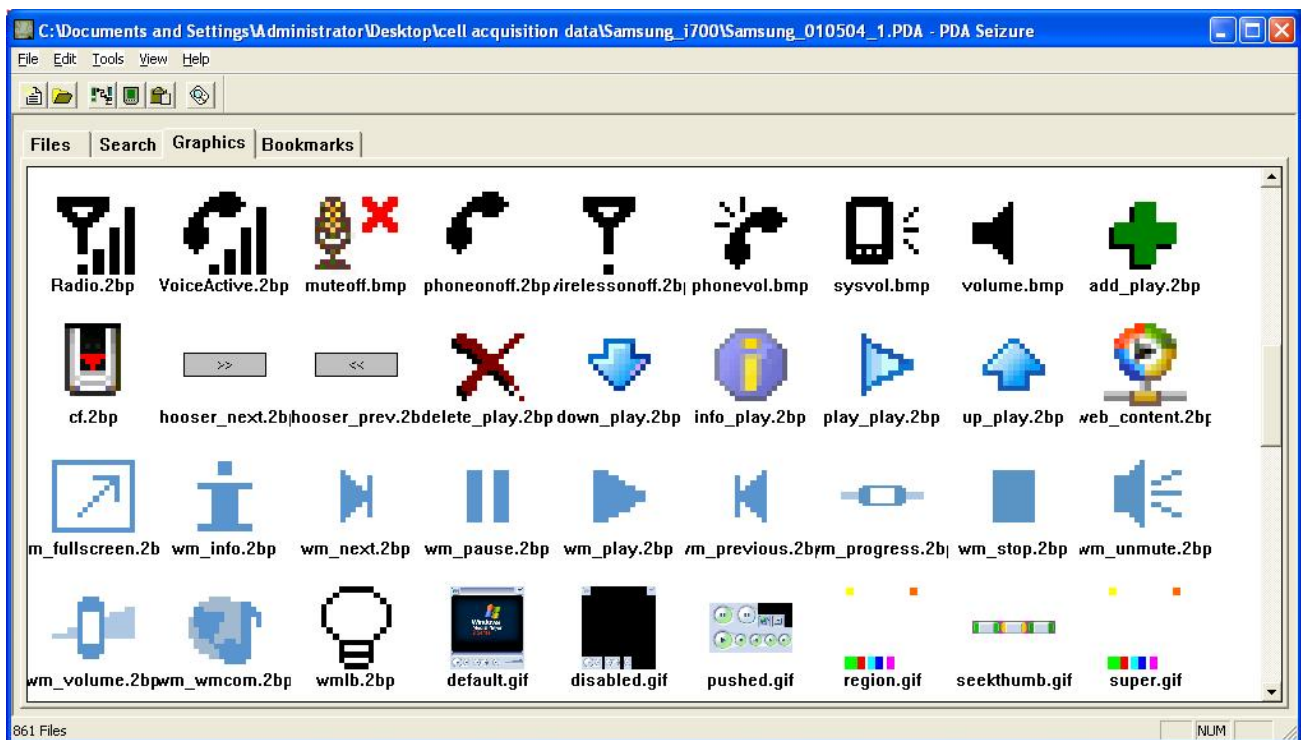 C:\Documents and Settings\Administrator\Desktop\cell acquisition data\Samsung_i700\Samsung_010504_1.PDA - PDA Seizure
File Edit Tools View Help
Files Search Graphics Bookmarks
Radio.2bp VoiceActive.2bp muteoff.bmp phoneonoff.2bp irelessonoff.2b phonevol.bmp sysvol.bmp volume.bmp add_play.2bp
>> <<
cf.2bp hooser_next.2b hooser_prev.2b delete_play.2bp down_play.2bp info_play.2bp play_play.2bp up_play.2bp web_content.2bp
m_fullscreen.2b wm_info.2bp wm_next.2bp wm_pause.2bp wm_play.2bp m_previous.2b m_progress.2b wm_stop.2bp wm_unmute.2bp
Windows
wm_volume.2bp wm_wmcom.2bp wmlb.2bp default.gif disabled.gif pushed.gif region.gif seekthumb.gif super.gif
861 Files NUM